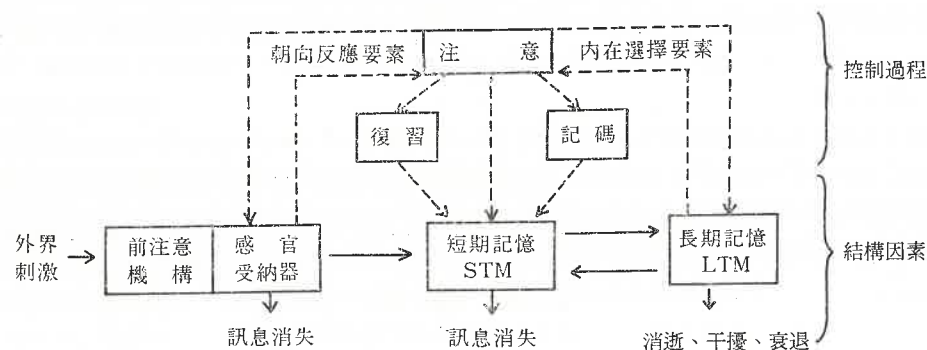 朝向反應要素
注意
內在選擇要素
控制過程
復習
記碼
外界
刺激
前注意
機構
感官
受納器
短期記憶
STM
長期記憶
LTM
結構因素
訊息消失
訊息消失
消逝、干擾、衰退